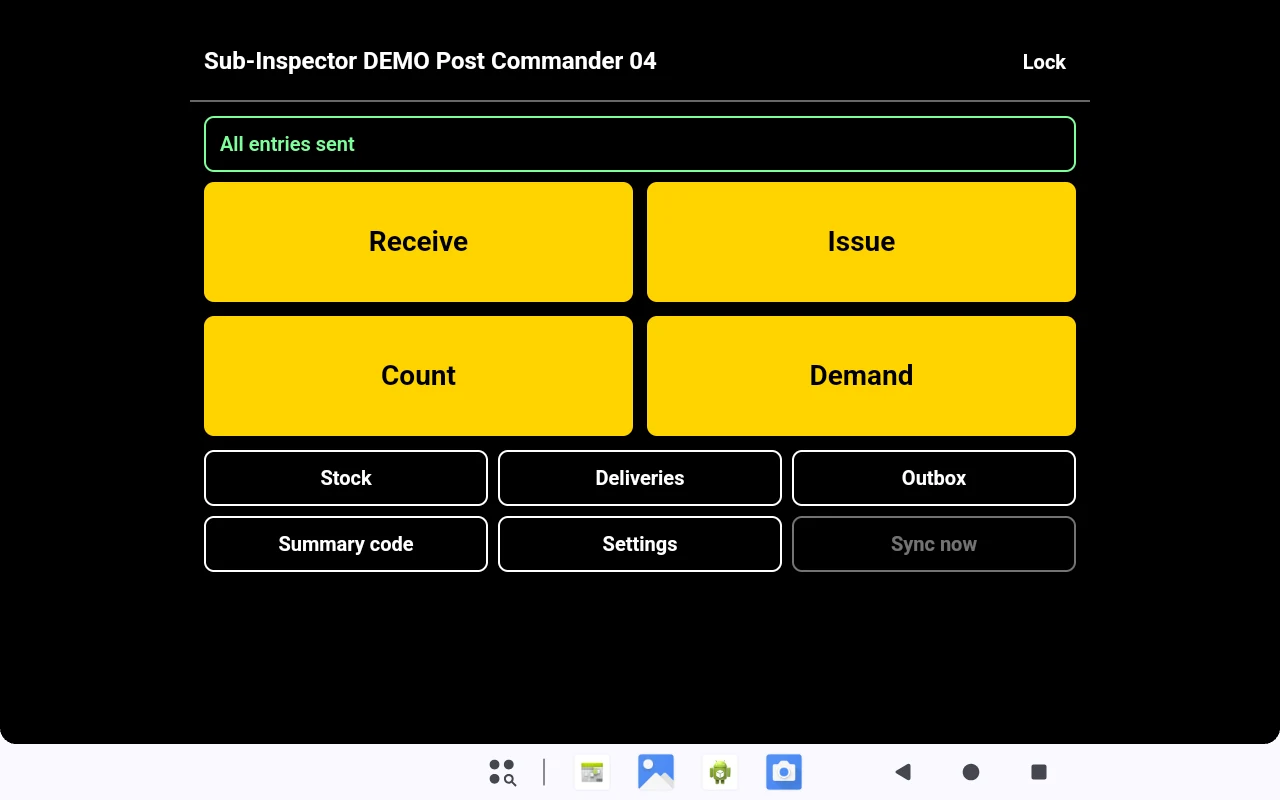 Sub-Inspector DEMO Post Commander 04
Lock
All entries sent
Receive
Issue
Count
Demand
Stock
Deliveries
Outbox
Summary code
Settings
Sync now